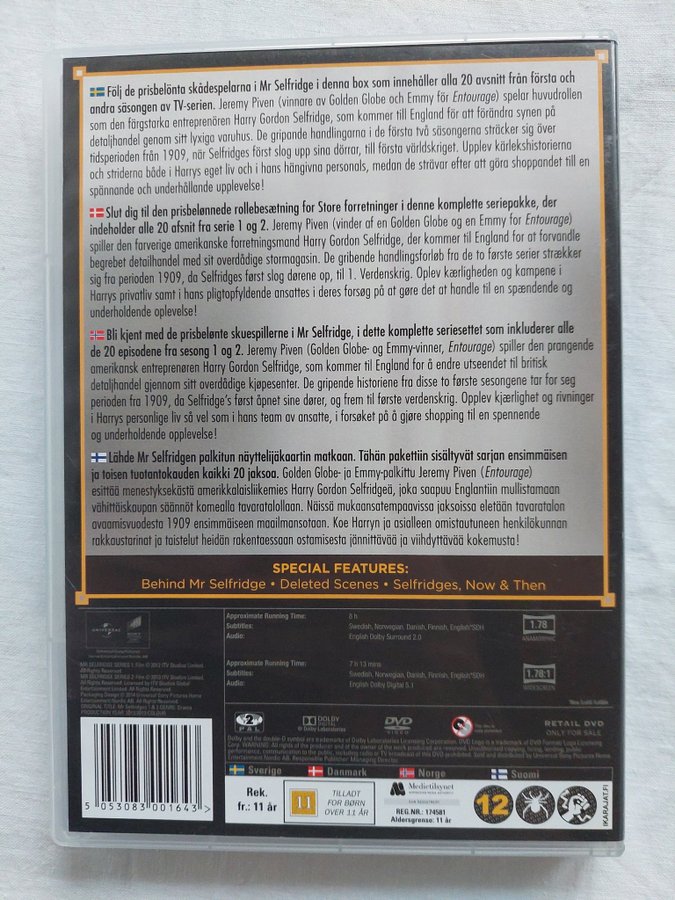 Följ de prisbelönta skådespelarna i Mr Selfridge i denna box som innehåller alla 20 avsnitt från första och
andra säsongen av TV-serien. Jeremy Piven (vinnare av Golden Globe och Emmy för Entourage) spelar huvudrollen
som den färgstarka entreprenören Harry Gordon Selfridge, som kommer till England för att förändra synen på
detaljhandel genom sitt lyxiga varuhus. De gripande handlingarna i de första två säsongerna sträcker sig över
tidsperioden från 1909, när Selfridges först slog upp sina dörrar, till första världskriget. Upplev kärlekshistorierna
och striderna både i Harrys eget liv och i hans hängivna personals, medan de strävar efter att göra shoppandet till en
spännande och underhållande upplevelse!
Slut dig til den prisbelønnede rollebesætning for Store forretninger i denne komplette seriepakke, der
indeholder alle 20 afsnit fra serie 1 og 2. Jeremy Piven (vinder af en Golden Globe og en Emmy for Entourage)
spiller den farverige amerikanske forretningsmand Harry Gordon Selfridge, der kommer til England for at forvandle
begrebet detailhandel med sit overdådige stormagasin. De gribende handlingsforløb fra de to første serier strækker
sig fra perioden 1909, da Selfridges først slog dørene op, til 1. Verdenskrig. Oplev kærligheden og kampene i
Harrys privatliv samt i hans pligtopfyldende ansattes i deres forsøg på at gøre det at handle til en spændende og
underholdende oplevelse!
Bli kjent med de prisbelønte skuespillerne i Mr Selfridge, i dette komplette seriesettet som inkluderer alle
de 20 episodene fra sesong 1 og 2. Jeremy Piven (Golden Globe- og Emmy-vinner, Entourage) spiller den prangende
amerikansk entreprenøren Harry Gordon Selfridge, som kommer til England for å endre utseendet til britisk
detaljhandel gjennom sitt overdådige kjøpesenter. De gripende historiene fra disse to første sesongene tar for seg
perioden fra 1909, da Selfridge's først åpnet sine dører, og frem til første verdenskrig. Opplev kjærlighet og rivninger
i Harrys personlige liv så vel som i hans team av ansatte, i forsøket på å gjøre shopping til en spennende
og underholdende opplevelse!
Lähde Mr Selfridgen palkitun näyttelijäkaartin matkaan. Tähän pakettiin sisältyvät sarjan ensimmäisen
ja toisen tuotantokauden kaikki 20 jaksoa. Golden Globe- ja Emmy-palkittu Jeremy Piven (Entourage)
esittää menestyksekästä amerikkalaisliikemies Harry Gordon Selfridgeä, joka saapuu Englantiin mullistamaan
vähittäiskaupan säännöt komealla tavaratalollaan. Näissä mukaansatempaavissa jaksoissa eletään tavaratalon
avaamisvuodesta 1909 ensimmäiseen maailmansotaan. Koe Harryn ja asialleen omistautuneen henkilökunnan
rakkaustarinat ja taistelut heidän rakentaessaan ostamisesta jännittävää ja viihdyttävää kokemusta!
SPECIAL FEATURES:
Behind Mr Selfridge • Deleted Scenes • Selfridges, Now & Then
UNIVERSAL
Approximate Running Time: 8 h
Subtitles: Swedish, Norwegian, Danish, Finnish, English*SDH
Audio: English Dolby Surround 2.0
1.78
ANAMORPHIC
Approximate Running Time: 7 h 13 mins
Subtitles: Swedish, Norwegian, Danish, Finnish, English*SDH
Audio: English Dolby Digital 5.1
1.78:1
WIDESCREEN
2
PAL
DOLBY DIGITAL
DVD VIDEO
RETAIL DVD
ONLY FOR SALE
Sverige
Danmark
Norge
Suomi
Rek.
fr.: 11 år
11
TILLADT
FOR BØRN
OVER 11 ÅR
Medietilsynet
REG.NR.: 174581
Aldersgrense: 11 år
12
IKARAJAT.FI
5 053083 001643